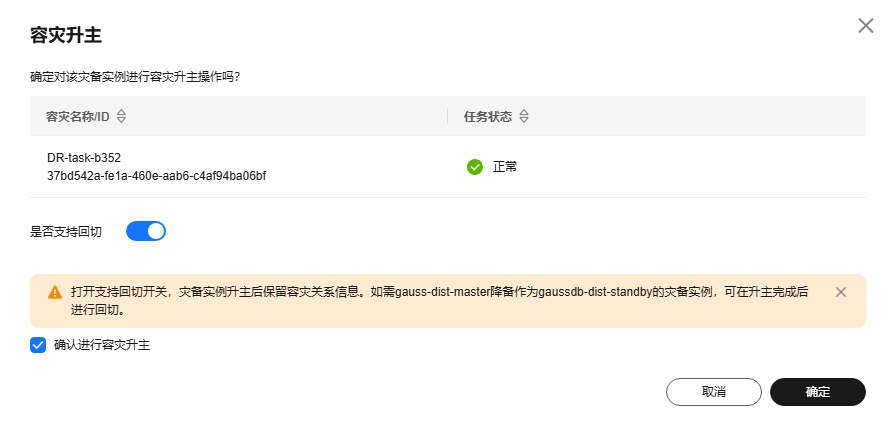 容灾升主
确定对该灾备实例进行容灾升主操作吗?
容灾名称/ID 任务状态
DR-task-b352
37bd542a-fe1a-460e-aab6-c4af94ba06bf
正常
是否支持回切
打开支持回切开关，灾备实例升主后保留容灾关系信息。如需gauss-dist-master降备作为gaussdb-dist-standby的灾备实例，可在升主完成后
进行回切。
确认进行容灾升主
取消 确定